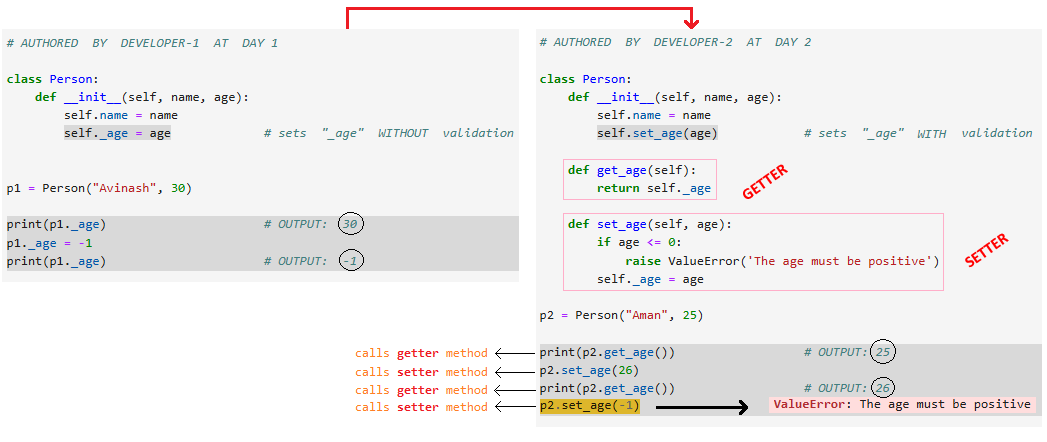 # AUTHORED BY DEVELOPER-1 AT DAY 1
class Person:
def __init__(self, name, age):
self.name = name
self._age = age # sets "_age" WITHOUT validation
p1 = Person("Avinash", 30)
print(p1._age) # OUTPUT: 30
p1._age = -1
print(p1._age) # OUTPUT: -1
# AUTHORED BY DEVELOPER-2 AT DAY 2
class Person:
def __init__(self, name, age):
self.name = name
self.set_age(age) # sets "_age" WITH validation
def get_age(self):
return self._age
GETTER
def set_age(self, age):
if age <= 0:
raise ValueError('The age must be positive')
self._age = age
SETTER
p2 = Person("Aman", 25)
calls getter method print(p2.get_age()) # OUTPUT: 25
calls setter method p2.set_age(26)
calls getter method print(p2.get_age()) # OUTPUT: 26
calls setter method p2.set_age(-1) ValueError: The age must be positive